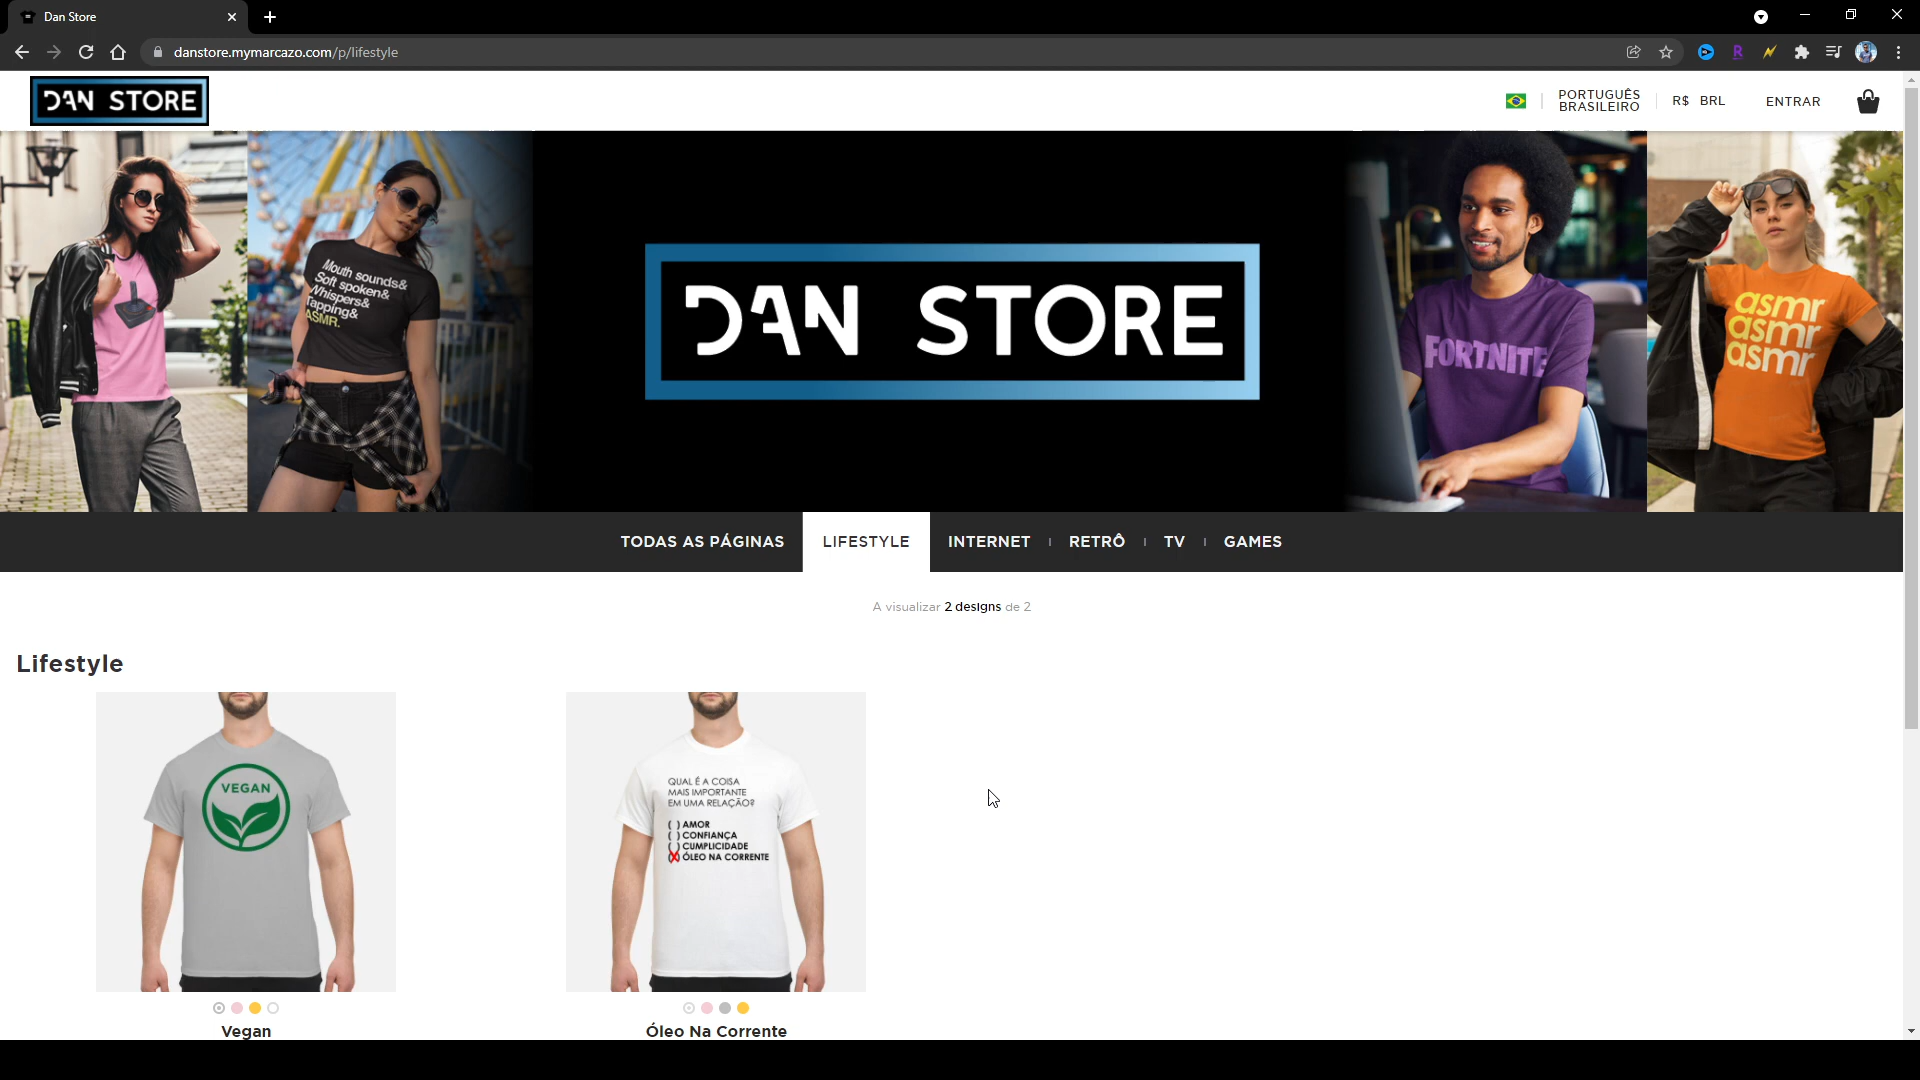 Dan Store
danstore.mymarcazo.com/p/lifestyle
DAN STORE
PORTUGUÊS
BRASILEIRO
R$ BRL
ENTRAR
Mouth sounds&
Soft spoken&
Whispers&
Tapping&
ASMR.
DAN STORE
FORTNITE
asmr
asmr
asmr
TODAS AS PÁGINAS
LIFESTYLE
INTERNET
RETRÔ
TV
GAMES
A visualizar 2 designs de 2
Lifestyle
VEGAN
QUAL É A COISA
MAIS IMPORTANTE
EM UMA RELAÇÃO?
( ) AMOR
( ) CONFIANÇA
( ) CUMPLICIDADE
(X) ÓLEO NA CORRENTE
Vegan
Óleo Na Corrente